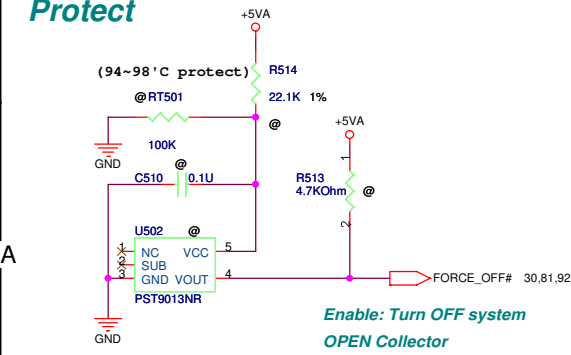 Protect
+5VA
(94~98'C protect)
R514
@RT501
22.1K 1%
@
+5VA
100K
GND
@
C510
0.1U
R513
4.7KOhm
@
1
2
U502
@
A
1
NC
VCC
5
2
SUB
3
GND
VOUT
4
PST9013NR
FORCE_OFF# 30,81,92
GND
Enable: Turn OFF system
OPEN Collector